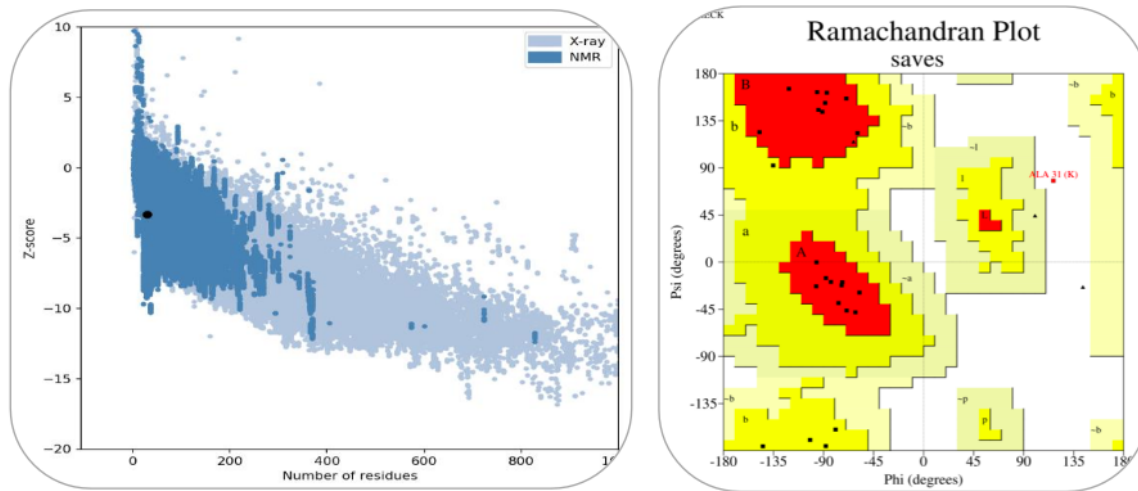 10
5
0
−5
−10
−15
−20
Z-score
0
200
400
600
800
Number of residues
X-ray
NMR
Ramachandran Plot
saves
180
135
90
45
0
-45
-90
-135
Psi (degrees)
B
b
~b
~b
b
~l
l
ALA 31 (K)
L
a
A
~a
~b
b
~p
p
~b
-180
-135
-90
-45
0
45
90
135
180
Phi (degrees)